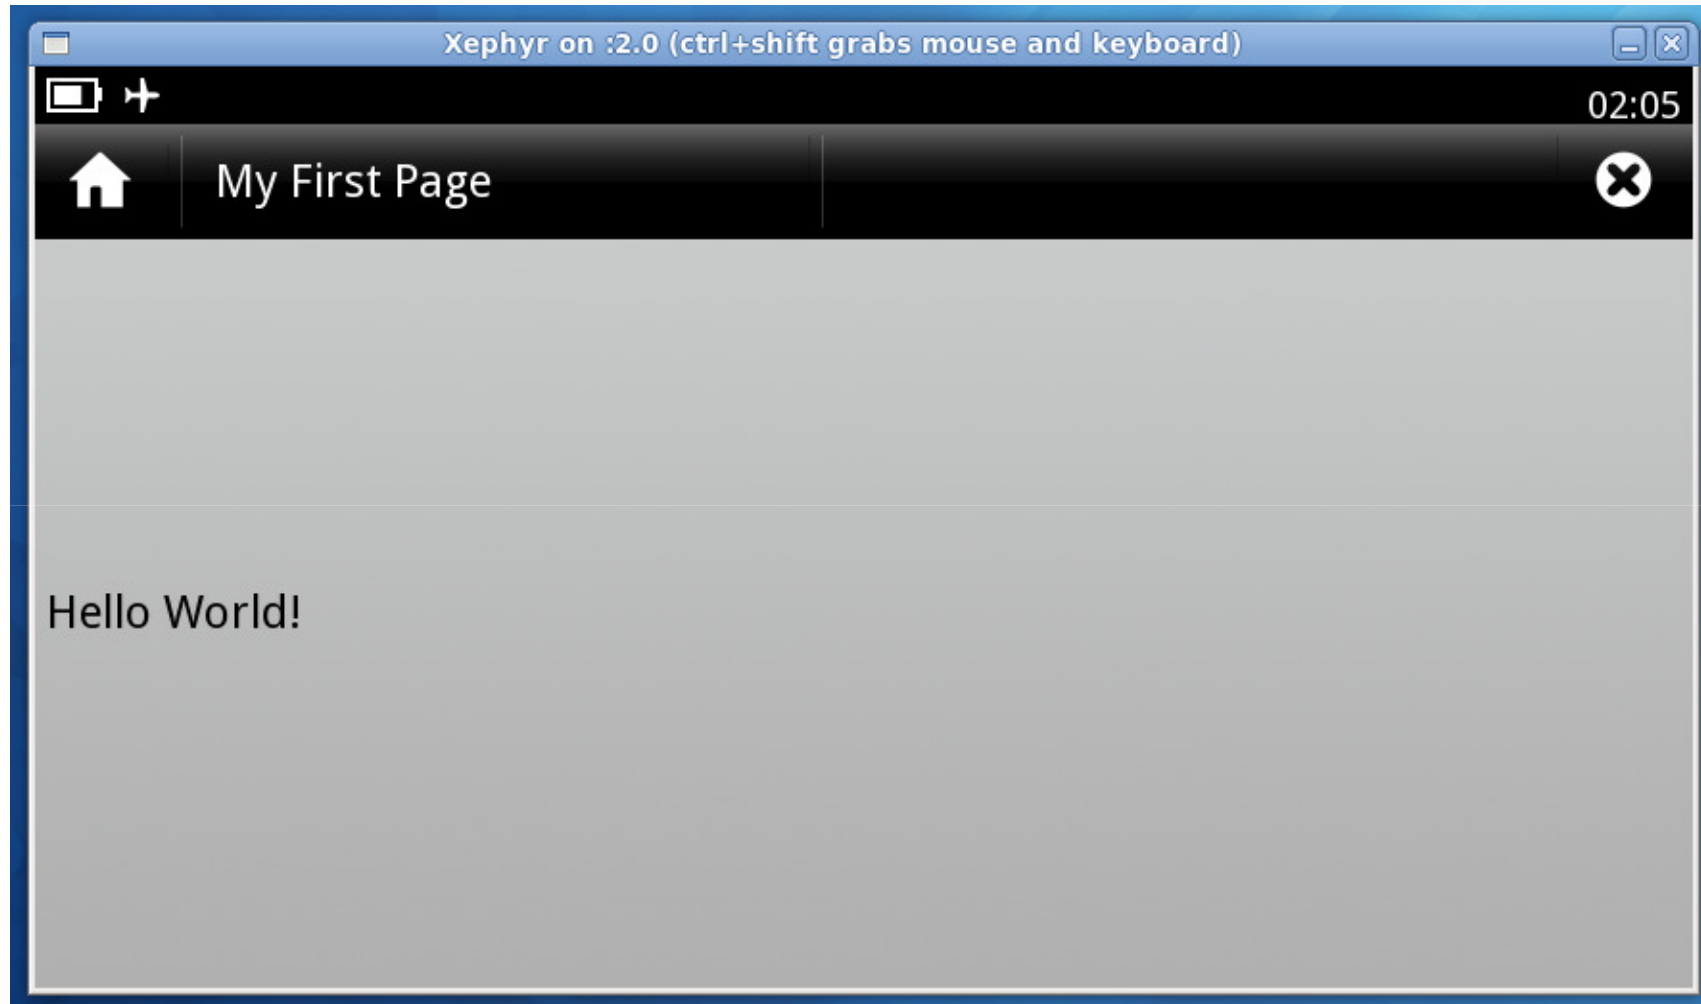 Xephyr on :2.0 (ctrl+shift grabs mouse and keyboard)
02:05
My First Page
Hello World!